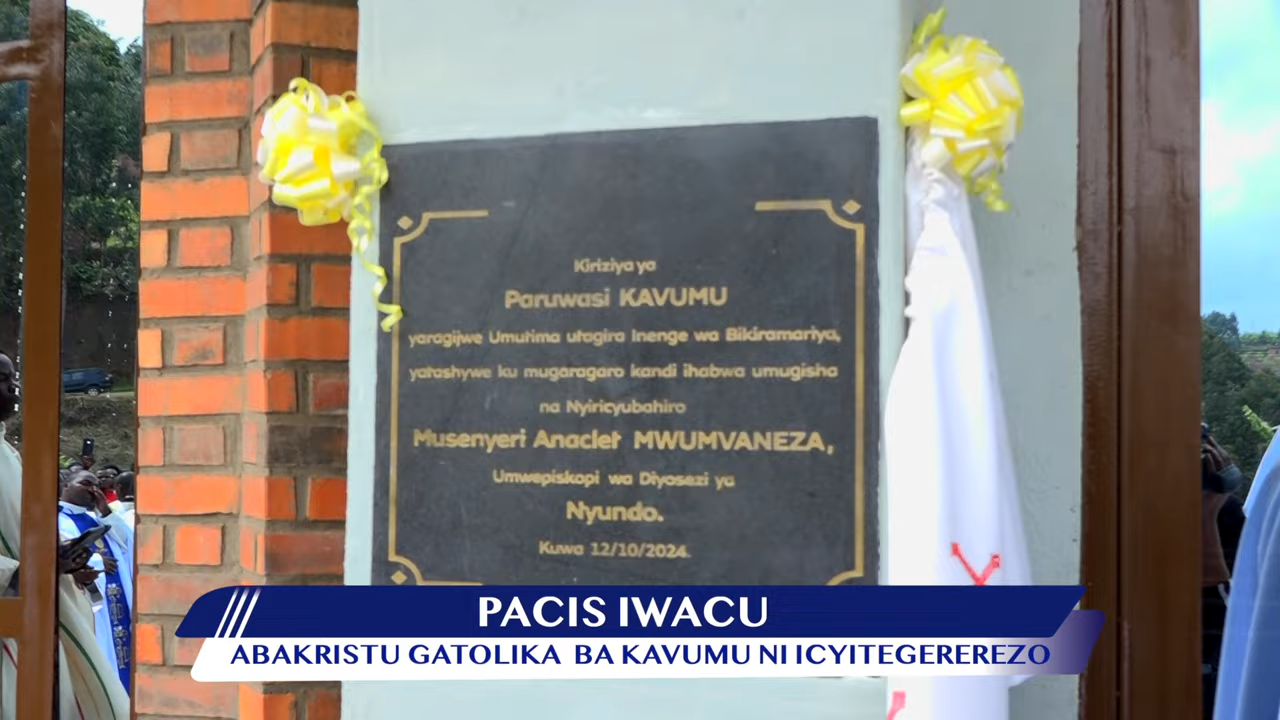 Kiriziya ya
Paruwasi KAVUMU
yaragijwe Umutima utagira Inenge wa Bikiramariya,
yatashywe ku mugaragaro kandi ihabwa umugisha
na Nyiricyubahiro
Musenyeri Anaclet MWUMVANEZA,
Umwepiskopi wa Diyosezi ya
Nyundo.
Kuwa 12/10/2024.
PACIS IWACU
ABAKRISTU GATOLIKA BA KAVUMU NI ICYITEGEREREZO